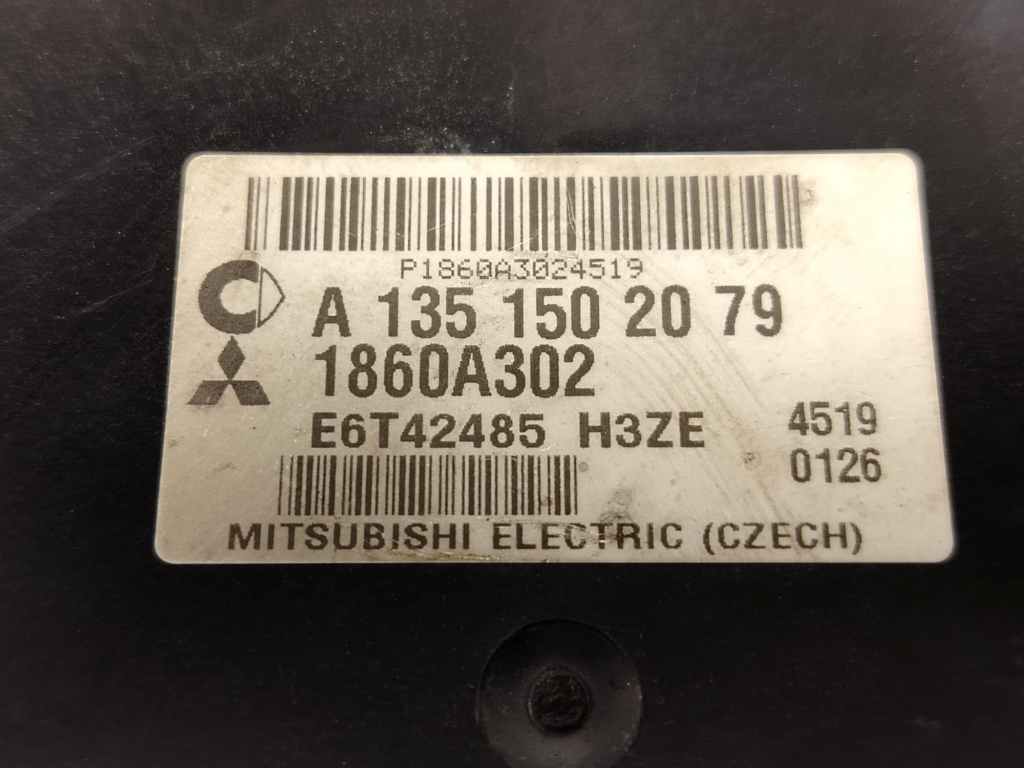 P1860A3024519
A 135 150 20 79
1860A302
E6T42485 H3ZE
4519
0126
MITSUBISHI ELECTRIC (CZECH)